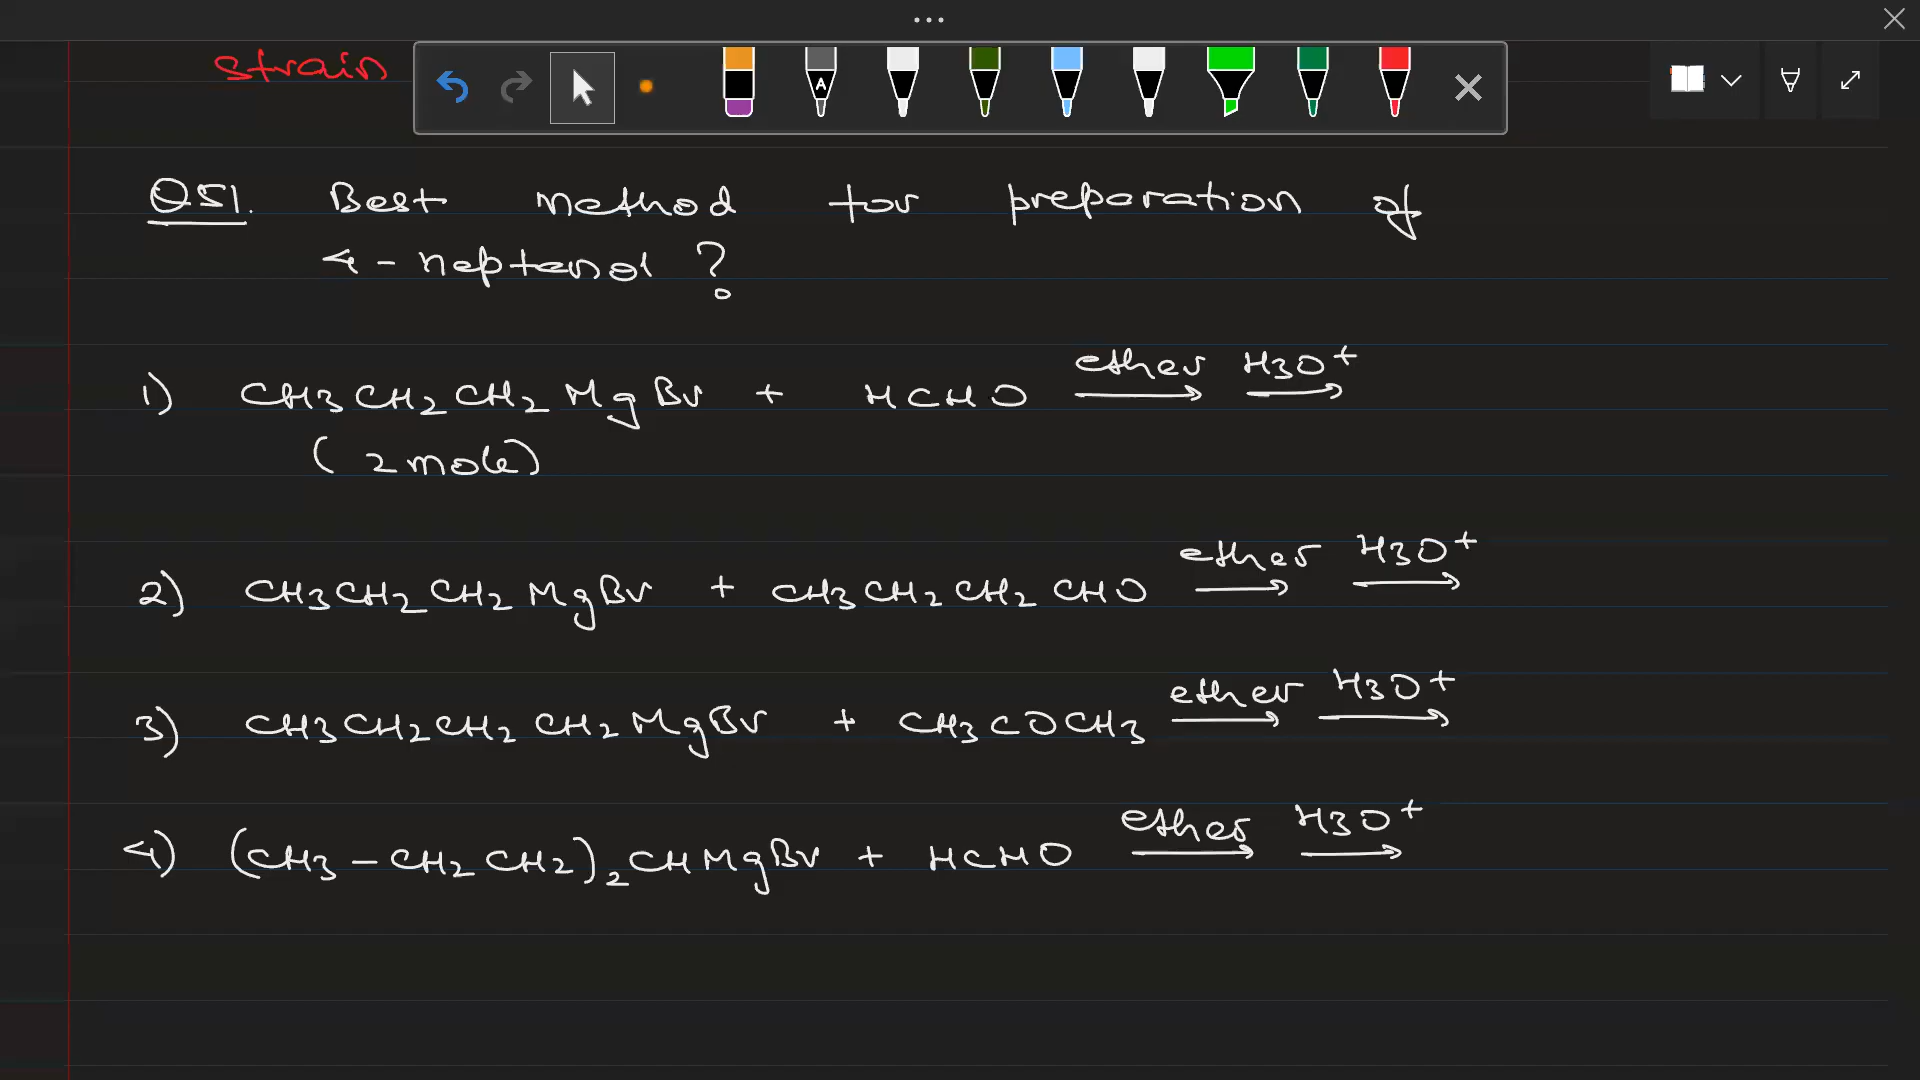 strain
Q51. Best method for preparation of
4-heptanol ?
1) CH3CH2CH2MgBr + HCHO ether H3O+
(2 mole)
2) CH3CH2CH2MgBr + CH3CH2CH2CHO ether H3O+
3) CH3CH2CH2CH2MgBr + CH3COCH3 ether H3O+
4) (CH3-CH2CH2)2CHMgBr + HCHO ether H3O+